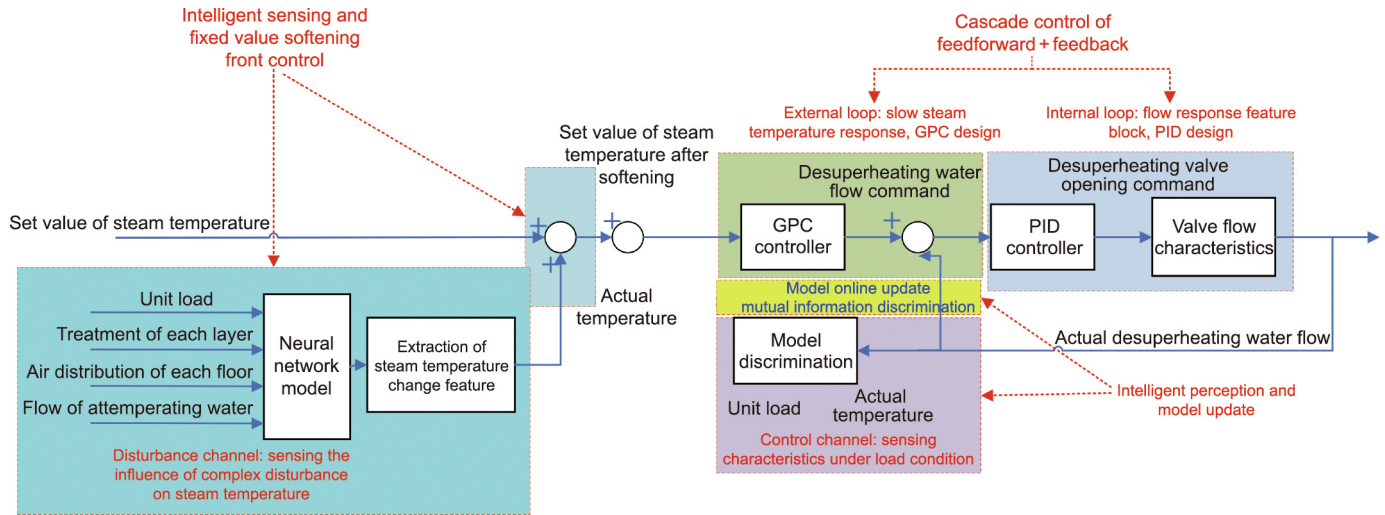 Intelligent sensing and
fixed value softening
front control
Cascade control of
feedforward + feedback
External loop: slow steam
temperature response, GPC design
Internal loop: flow response feature
block, PID design
Set value of steam
temperature after
softening
Desuperheating water
flow command
Desuperheating valve
opening command
Set value of steam temperature
+
+
+
GPC
controller
PID
controller
Valve flow
characteristics
Actual
temperature
Model online update
mutual information discrimination
Unit load
Treatment of each layer
Air distribution of each floor
Flow of attemperating water
Neural
network
model
Extraction of
steam temperature
change feature
Model
discrimination
Actual desuperheating water flow
Unit load
Actual
temperature
Intelligent perception and
model update
Control channel: sensing
characteristics under load condition
Disturbance channel: sensing the
influence of complex disturbance
on steam temperature
+